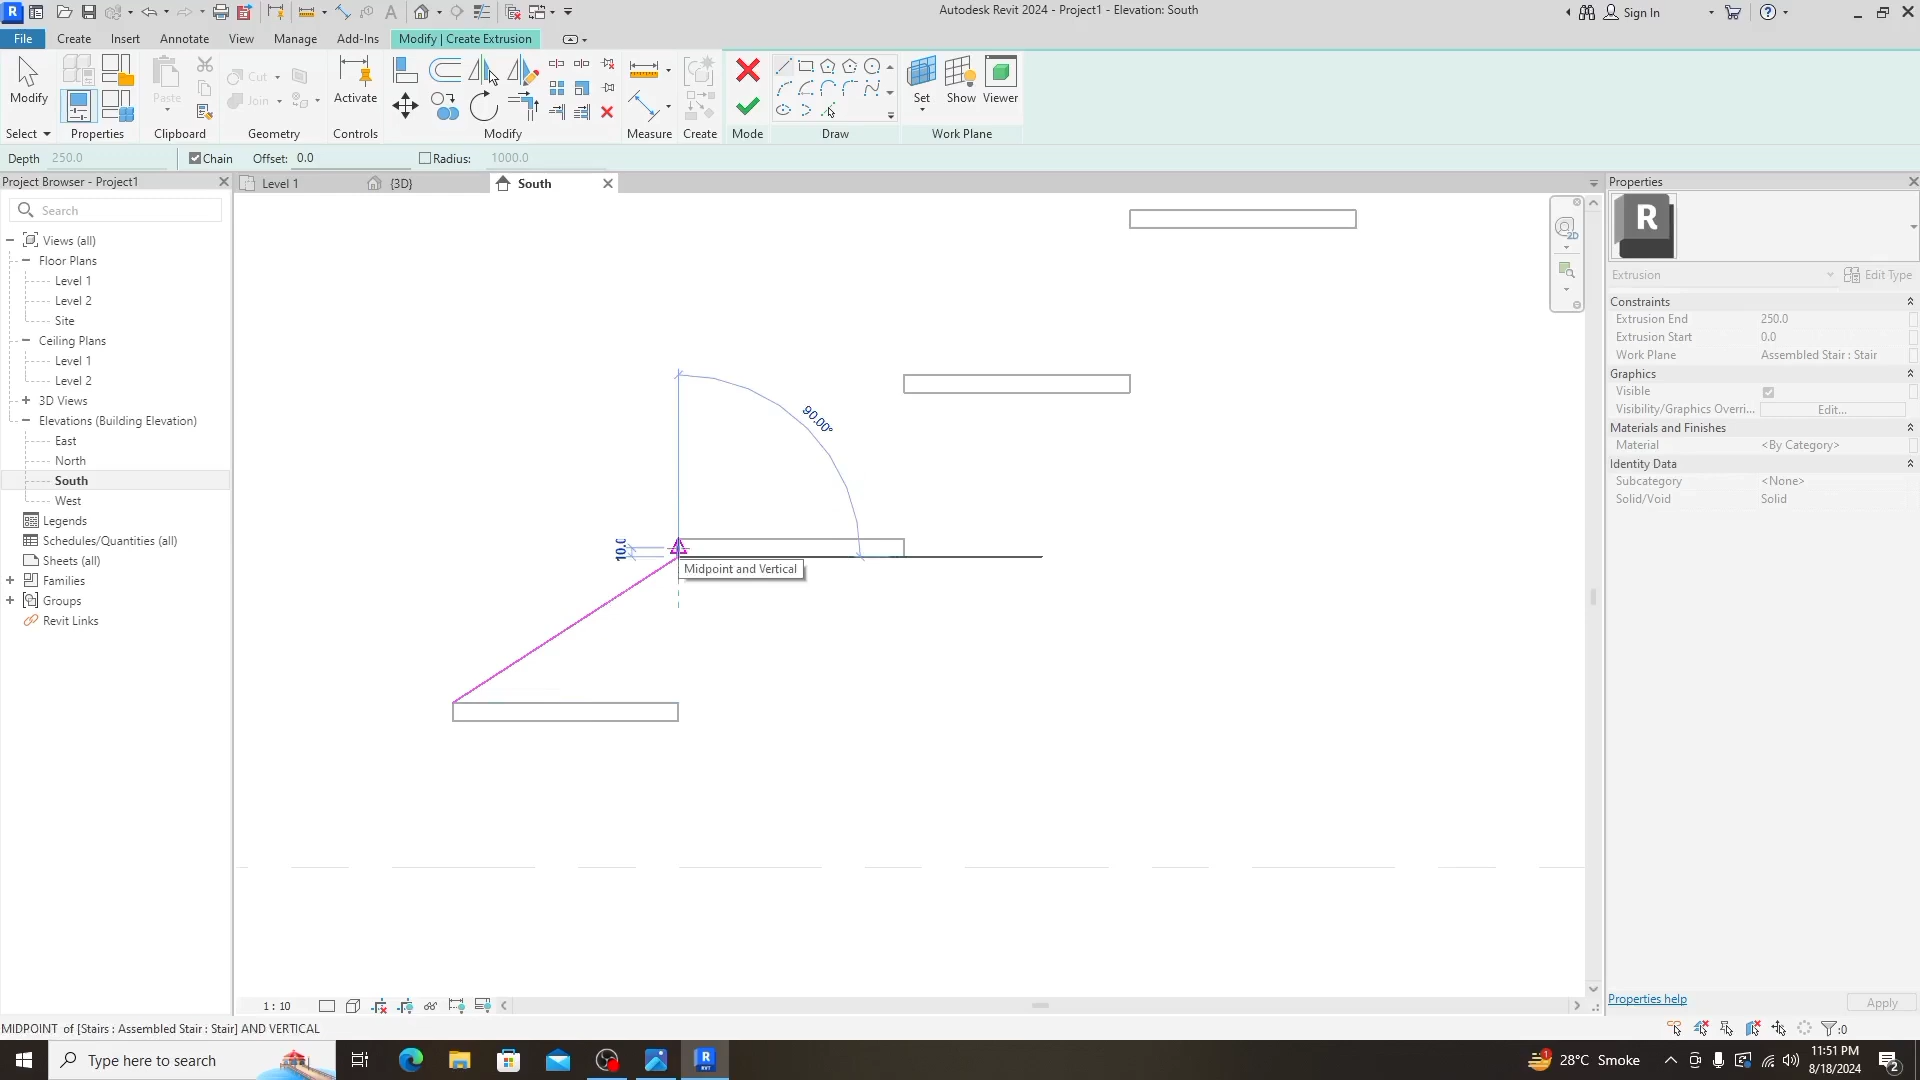 Autodesk Revit 2024 - Project1 - Elevation: South
Sign In
File Create Insert Annotate View Manage Add-Ins Modify | Create Extrusion
Modify
Paste
Cut
Join
Activate
Set Show Viewer
Select Properties Clipboard Geometry Controls Modify Measure Create Mode Draw Work Plane
Depth 250.0 Chain Offset: 0.0 Radius: 1000.0
Project Browser - Project1
Search
Views (all)
Floor Plans
Level 1
Level 2
Site
Ceiling Plans
Level 1
Level 2
3D Views
Elevations (Building Elevation)
East
North
South
West
Legends
Schedules/Quantities (all)
Sheets (all)
Families
Groups
Revit Links
Level 1 {3D} South
2D
90.00°
Midpoint and Vertical
1 : 10
Properties
R
Extrusion
Edit Type
Constraints
Extrusion End 250.0
Extrusion Start 0.0
Work Plane Assembled Stair : Stair
Graphics
Visible
Visibility/Graphics Overri... Edit...
Materials and Finishes
Material <By Category>
Identity Data
Subcategory <None>
Solid/Void Solid
Properties help
Apply
MIDPOINT of [Stairs : Assembled Stair : Stair] AND VERTICAL
:0
Type here to search
28°C Smoke
11:51 PM
8/18/2024
2